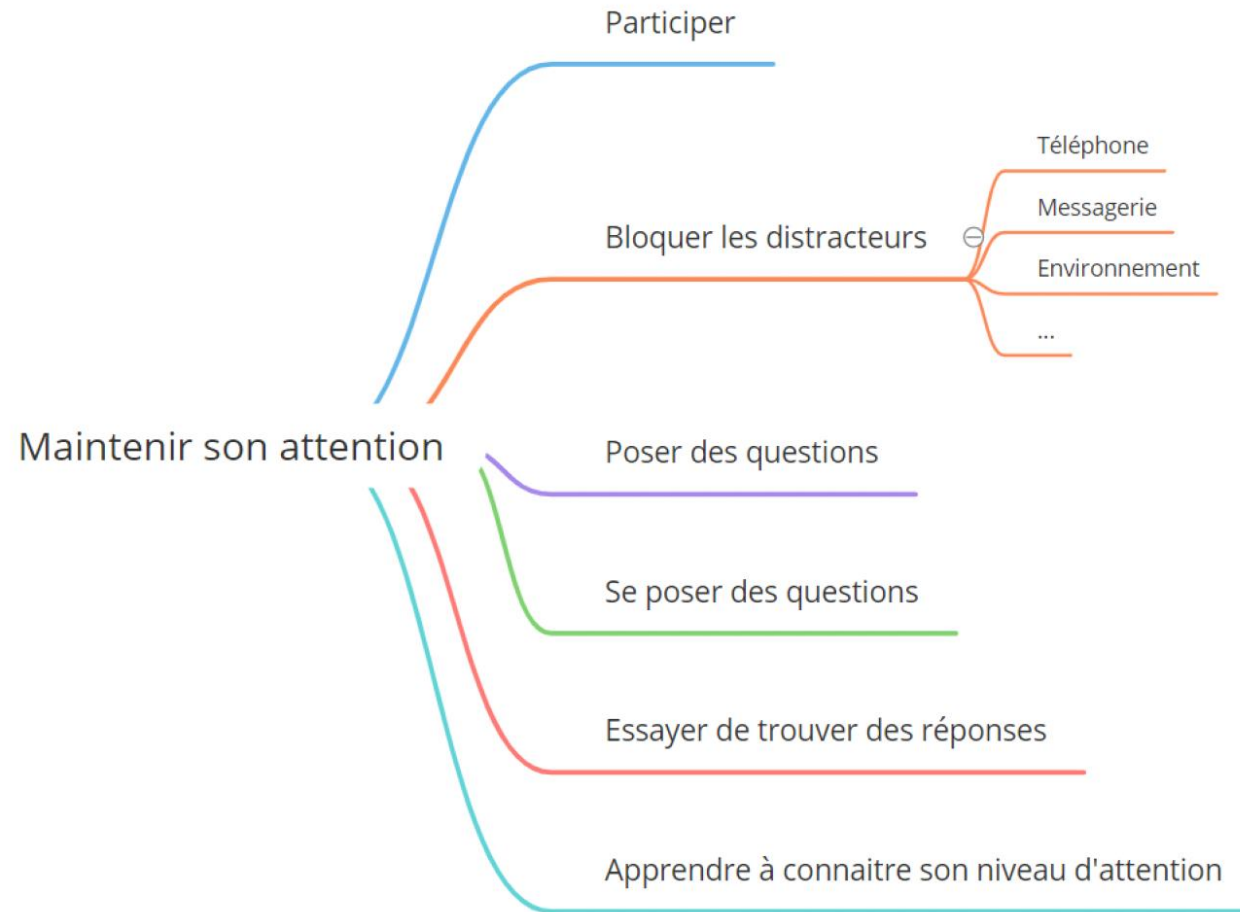 Participer
Téléphone
Messagerie
Bloquer les distracteurs
Environnement
...
Maintenir son attention
Poser des questions
Se poser des questions
Essayer de trouver des réponses
Apprendre à connaitre son niveau d'attention